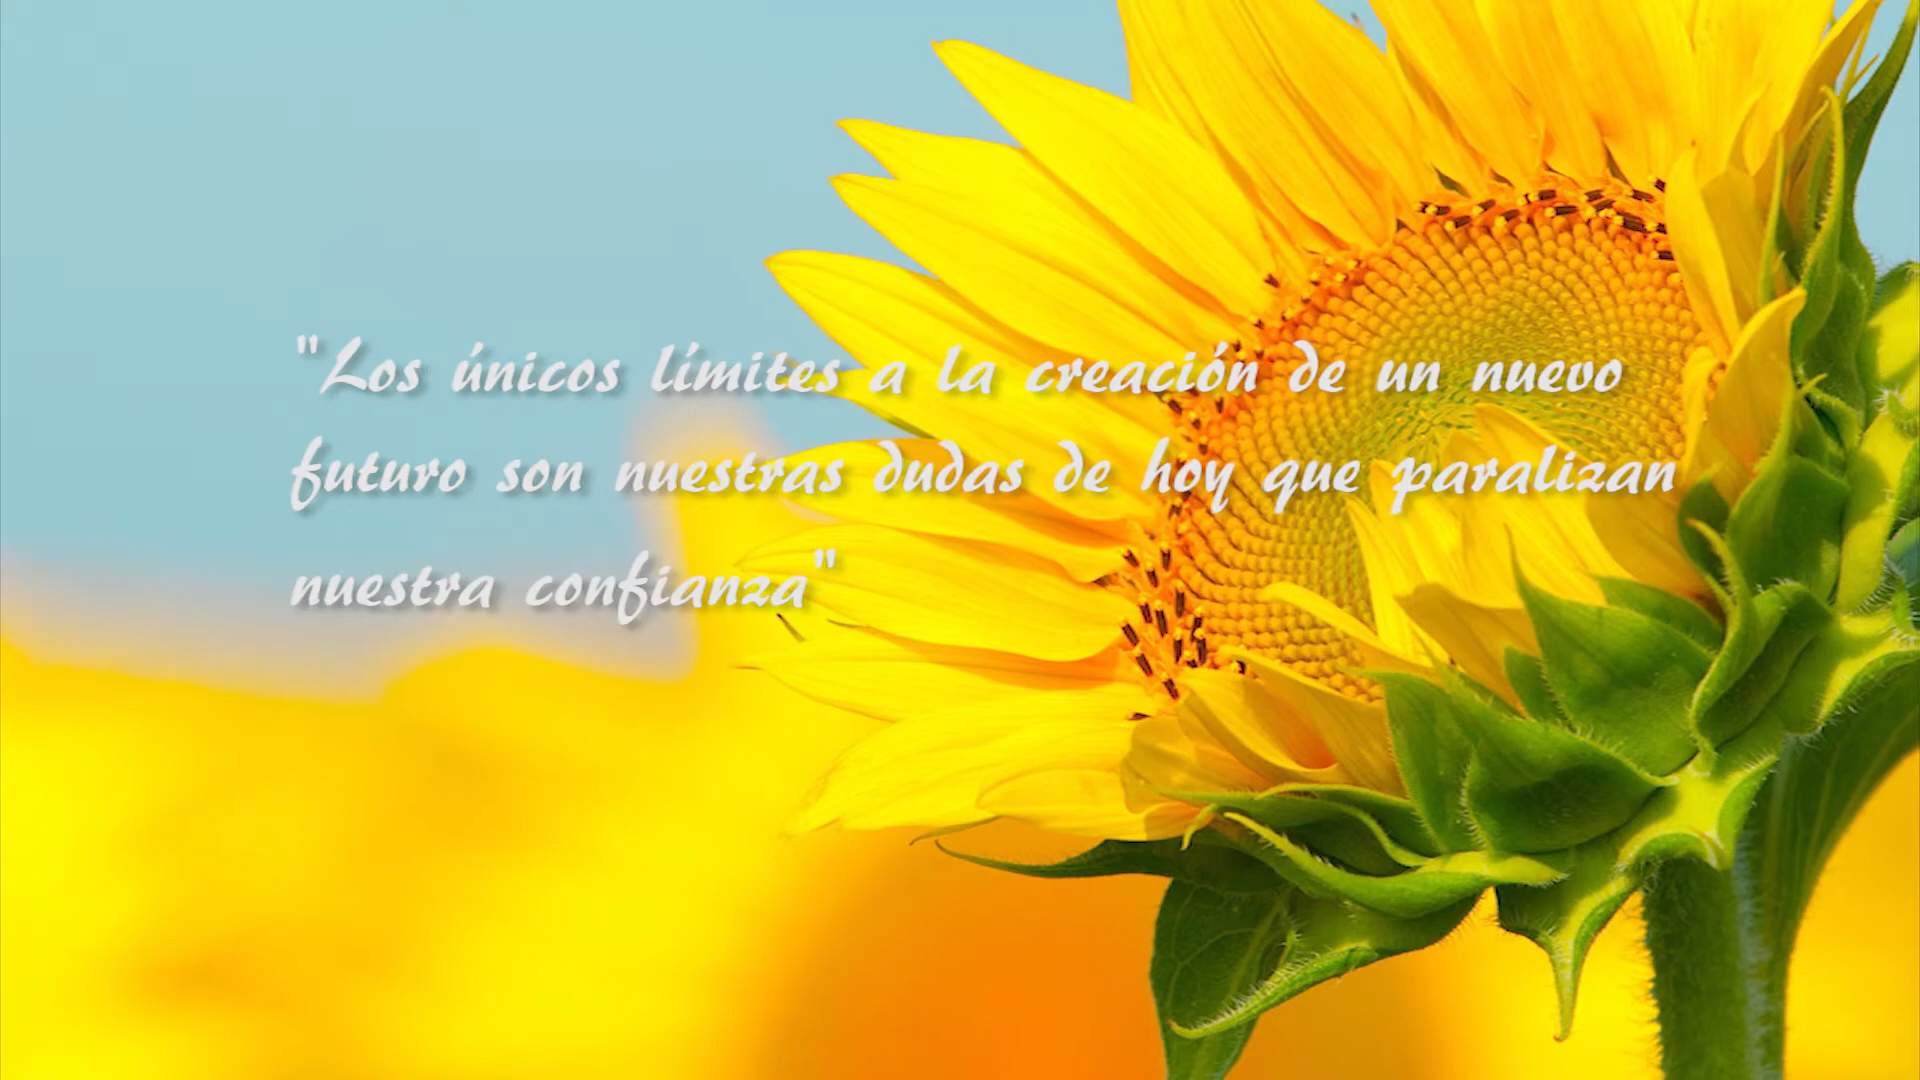 "Los únicos límites a la creación de un nuevo
futuro son nuestras dudas de hoy que paralizan
nuestra confianza"